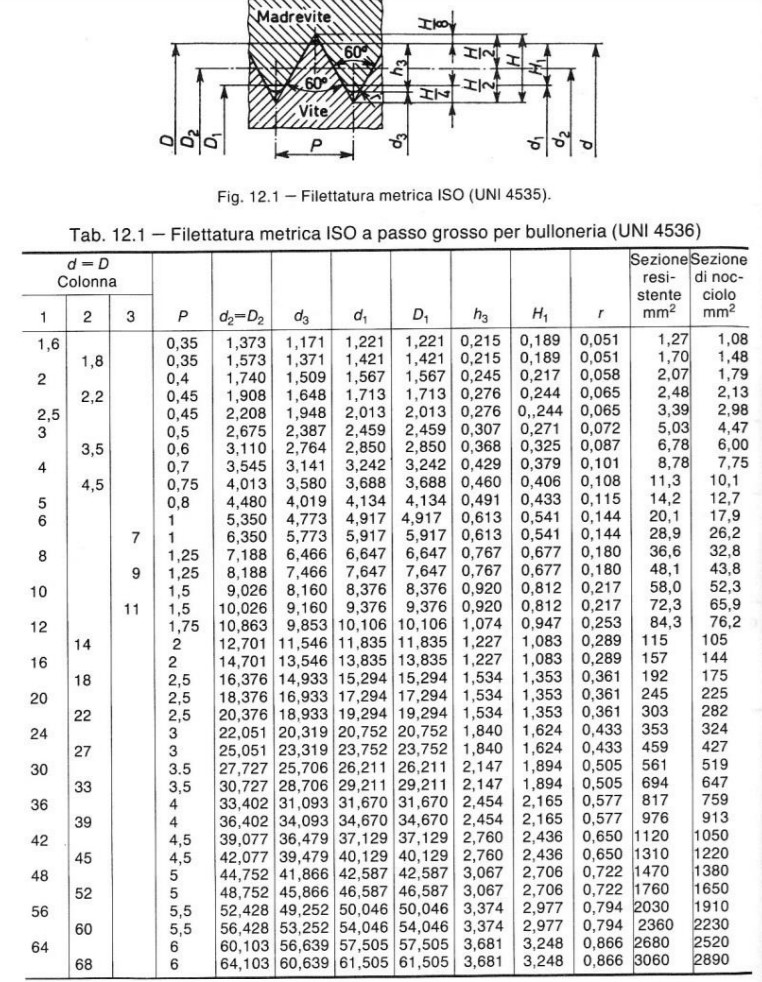 Madrevite
60°
60°
Vite
H/8
H/2
H
H₁
h₃
H/4
H/2
D
D₂
D₁
P
d₃
d₁
d₂
d
Fig. 12.1 — Filettatura metrica ISO (UNI 4535).
Tab. 12.1 — Filettatura metrica ISO a passo grosso per bulloneria (UNI 4536)
d = D Colonna Sezione resistente mm² Sezione di nocciolo mm²
1 2 3 P d₂=D₂ d₃ d₁ D₁ h₃ H₁ r
1,6 0,35 1,373 1,171 1,221 1,221 0,215 0,189 0,051 1,27 1,08
1,8 0,35 1,573 1,371 1,421 1,421 0,215 0,189 0,051 1,70 1,48
2 0,4 1,740 1,509 1,567 1,567 0,245 0,217 0,058 2,07 1,79
2,2 0,45 1,908 1,648 1,713 1,713 0,276 0,244 0,065 2,48 2,13
2,5 0,45 2,208 1,948 2,013 2,013 0,276 0,,244 0,065 3,39 2,98
3 0,5 2,675 2,387 2,459 2,459 0,307 0,271 0,072 5,03 4,47
3,5 0,6 3,110 2,764 2,850 2,850 0,368 0,325 0,087 6,78 6,00
4 0,7 3,545 3,141 3,242 3,242 0,429 0,379 0,101 8,78 7,75
4,5 0,75 4,013 3,580 3,688 3,688 0,460 0,406 0,108 11,3 10,1
5 0,8 4,480 4,019 4,134 4,134 0,491 0,433 0,115 14,2 12,7
6 1 5,350 4,773 4,917 4,917 0,613 0,541 0,144 20,1 17,9
7 1 6,350 5,773 5,917 5,917 0,613 0,541 0,144 28,9 26,2
8 1,25 7,188 6,466 6,647 6,647 0,767 0,677 0,180 36,6 32,8
9 1,25 8,188 7,466 7,647 7,647 0,767 0,677 0,180 48,1 43,8
10 1,5 9,026 8,160 8,376 8,376 0,920 0,812 0,217 58,0 52,3
11 1,5 10,026 9,160 9,376 9,376 0,920 0,812 0,217 72,3 65,9
12 1,75 10,863 9,853 10,106 10,106 1,074 0,947 0,253 84,3 76,2
14 2 12,701 11,546 11,835 11,835 1,227 1,083 0,289 115 105
16 2 14,701 13,546 13,835 13,835 1,227 1,083 0,289 157 144
18 2,5 16,376 14,933 15,294 15,294 1,534 1,353 0,361 192 175
20 2,5 18,376 16,933 17,294 17,294 1,534 1,353 0,361 245 225
22 2,5 20,376 18,933 19,294 19,294 1,534 1,353 0,361 303 282
24 3 22,051 20,319 20,752 20,752 1,840 1,624 0,433 353 324
27 3 25,051 23,319 23,752 23,752 1,840 1,624 0,433 459 427
30 3.5 27,727 25,706 26,211 26,211 2,147 1,894 0,505 561 519
33 3,5 30,727 28,706 29,211 29,211 2,147 1,894 0,505 694 647
36 4 33,402 31,093 31,670 31,670 2,454 2,165 0,577 817 759
39 4 36,402 34,093 34,670 34,670 2,454 2,165 0,577 976 913
42 4,5 39,077 36,479 37,129 37,129 2,760 2,436 0,650 1120 1050
45 4,5 42,077 39,479 40,129 40,129 2,760 2,436 0,650 1310 1220
48 5 44,752 41,866 42,587 42,587 3,067 2,706 0,722 1470 1380
52 5 48,752 45,866 46,587 46,587 3,067 2,706 0,722 1760 1650
56 5,5 52,428 49,252 50,046 50,046 3,374 2,977 0,794 2030 1910
60 5,5 56,428 53,252 54,046 54,046 3,374 2,977 0,794 2360 2230
64 6 60,103 56,639 57,505 57,505 3,681 3,248 0,866 2680 2520
68 6 64,103 60,639 61,505 61,505 3,681 3,248 0,866 3060 2890